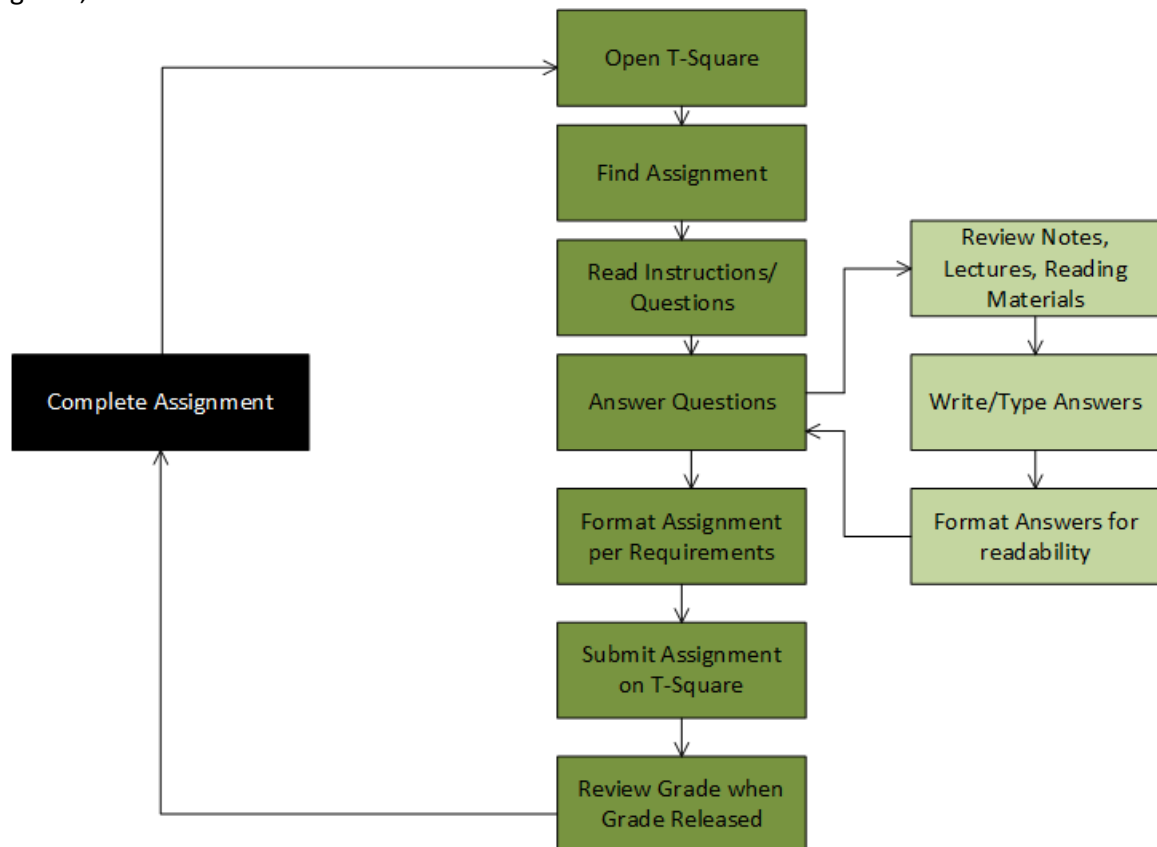 Open T-Square
Find Assignment
Read Instructions/
Questions
Answer Questions
Format Assignment
per Requirements
Submit Assignment
on T-Square
Review Grade when
Grade Released
Complete Assignment
Review Notes,
Lectures, Reading
Materials
Write/Type Answers
Format Answers for
readability